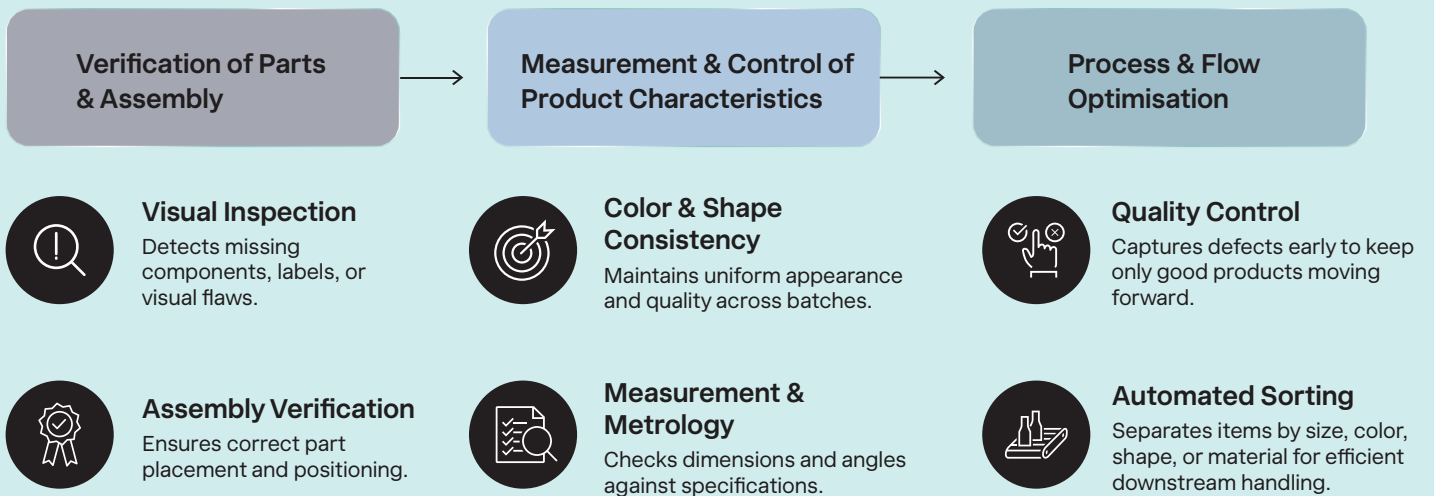 Verification of Parts
& Assembly
Measurement & Control of
Product Characteristics
Process & Flow
Optimisation
Visual Inspection
Detects missing
components, labels, or
visual flaws.
Color & Shape
Consistency
Maintains uniform appearance
and quality across batches.
Quality Control
Captures defects early to keep
only good products moving
forward.
Assembly Verification
Ensures correct part
placement and positioning.
Measurement &
Metrology
Checks dimensions and angles
against specifications.
Automated Sorting
Separates items by size, color,
shape, or material for efficient
downstream handling.